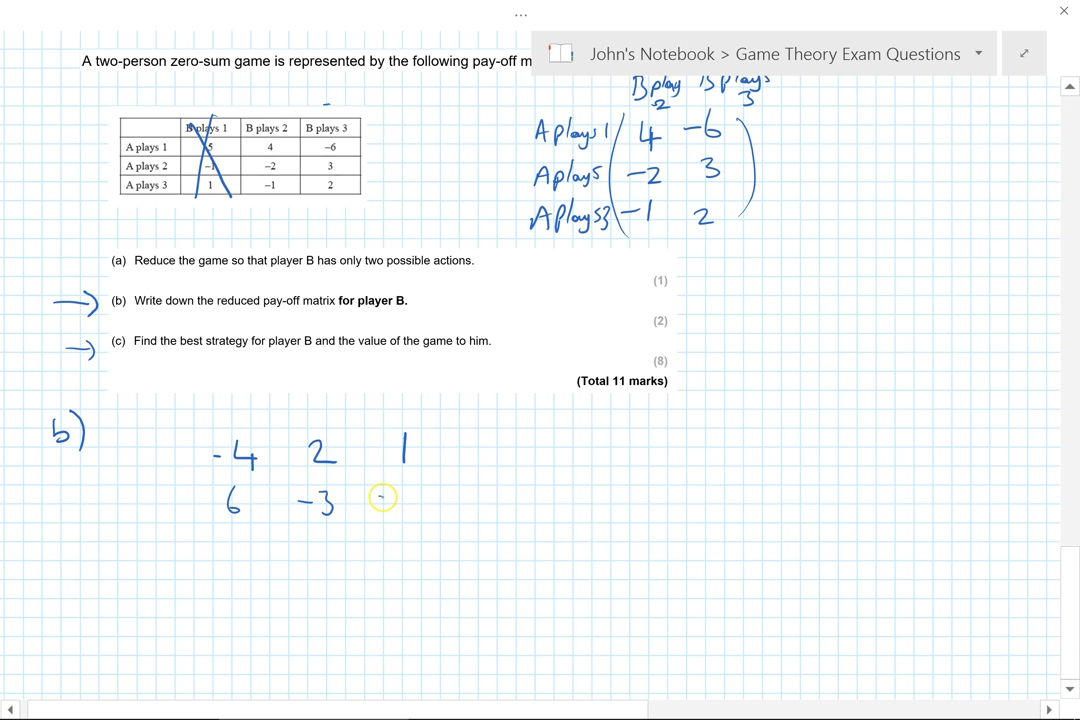 ...
John's Notebook > Game Theory Exam Questions
A two-person zero-sum game is represented by the following pay-off m
B play B plays
2 3
B plays 1 B plays 2 B plays 3
A plays 1 5 4 -6
A plays 2 -1 -2 3
A plays 3 1 -1 2
A plays 1 4 -6
A plays -2 3
A plays 3 -1 2
(a) Reduce the game so that player B has only two possible actions.
(1)
(b) Write down the reduced pay-off matrix for player B.
(2)
(c) Find the best strategy for player B and the value of the game to him.
(8)
(Total 11 marks)
b)
-4 2 1
6 -3 -